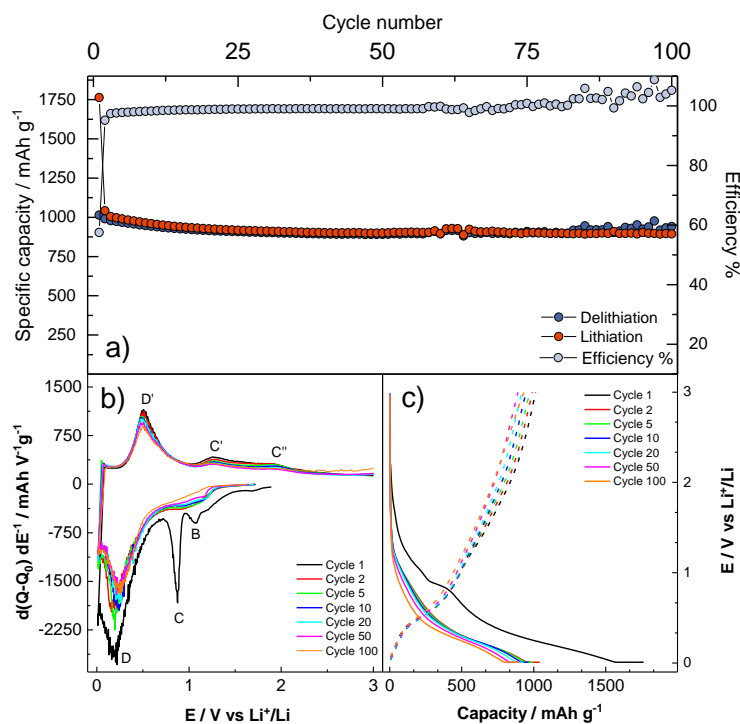 Cycle number
0 25 50 75 100
1750
1500
1250
1000
750
500
250
Specific capacity / mAh g⁻¹
100
80
60
40
20
Efficiency %
a)
Delithiation
Lithiation
Efficiency %
b)
1500
750
0
-750
-1500
-2250
d(Q-Q₀) dE⁻¹ / mAh V⁻¹g⁻¹
D'
C'
C''
B
C
D
Cycle 1
Cycle 2
Cycle 5
Cycle 10
Cycle 20
Cycle 50
Cycle 100
0 1 2 3
E / V vs Li⁺/Li
c)
Cycle 1
Cycle 2
Cycle 5
Cycle 10
Cycle 20
Cycle 50
Cycle 100
3
2
1
0
E / V vs Li⁺/Li
0 500 1000 1500
Capacity / mAh g⁻¹